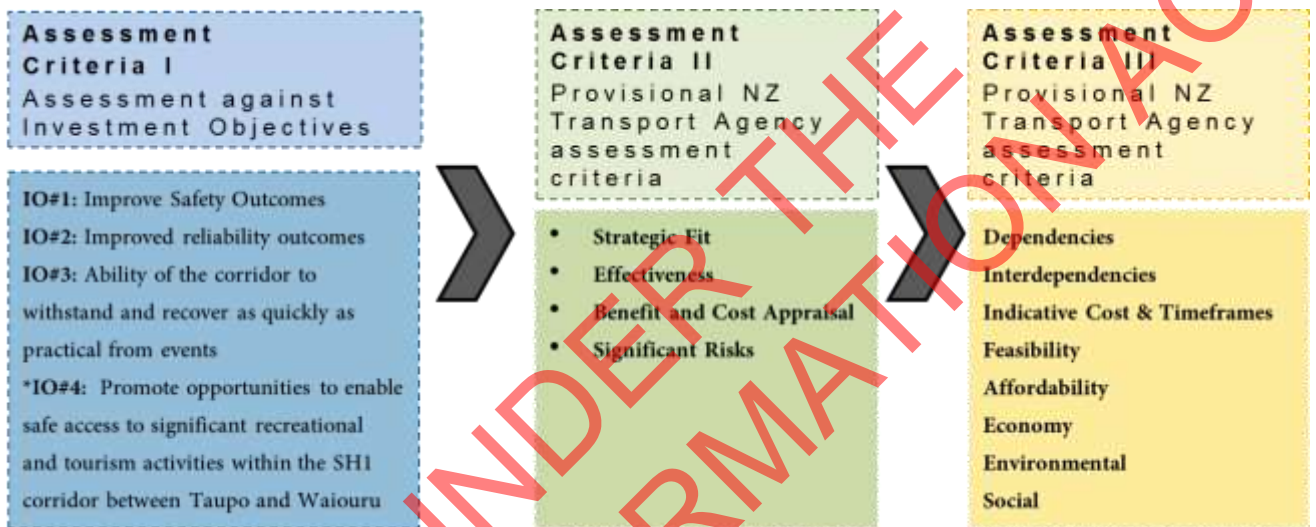 Assessment
Criteria I
Assessment against
Investment Objectives
IO#1: Improve Safety Outcomes
IO#2: Improved reliability outcomes
IO#3: Ability of the corridor to
withstand and recover as quickly as
practical from events
*IO#4: Promote opportunities to enable
safe access to significant recreational
and tourism activities within the SH1
corridor between Taupo and Waiouru
Assessment
Criteria II
Provisional NZ
Transport Agency
assessment
criteria
• Strategic Fit
• Effectiveness
• Benefit and Cost Appraisal
• Significant Risks
Assessment
Criteria III
Provisional NZ
Transport Agency
assessment
criteria
Dependencies
Interdependencies
Indicative Cost & Timeframes
Feasibility
Affordability
Economy
Environmental
Social
UNDER THE